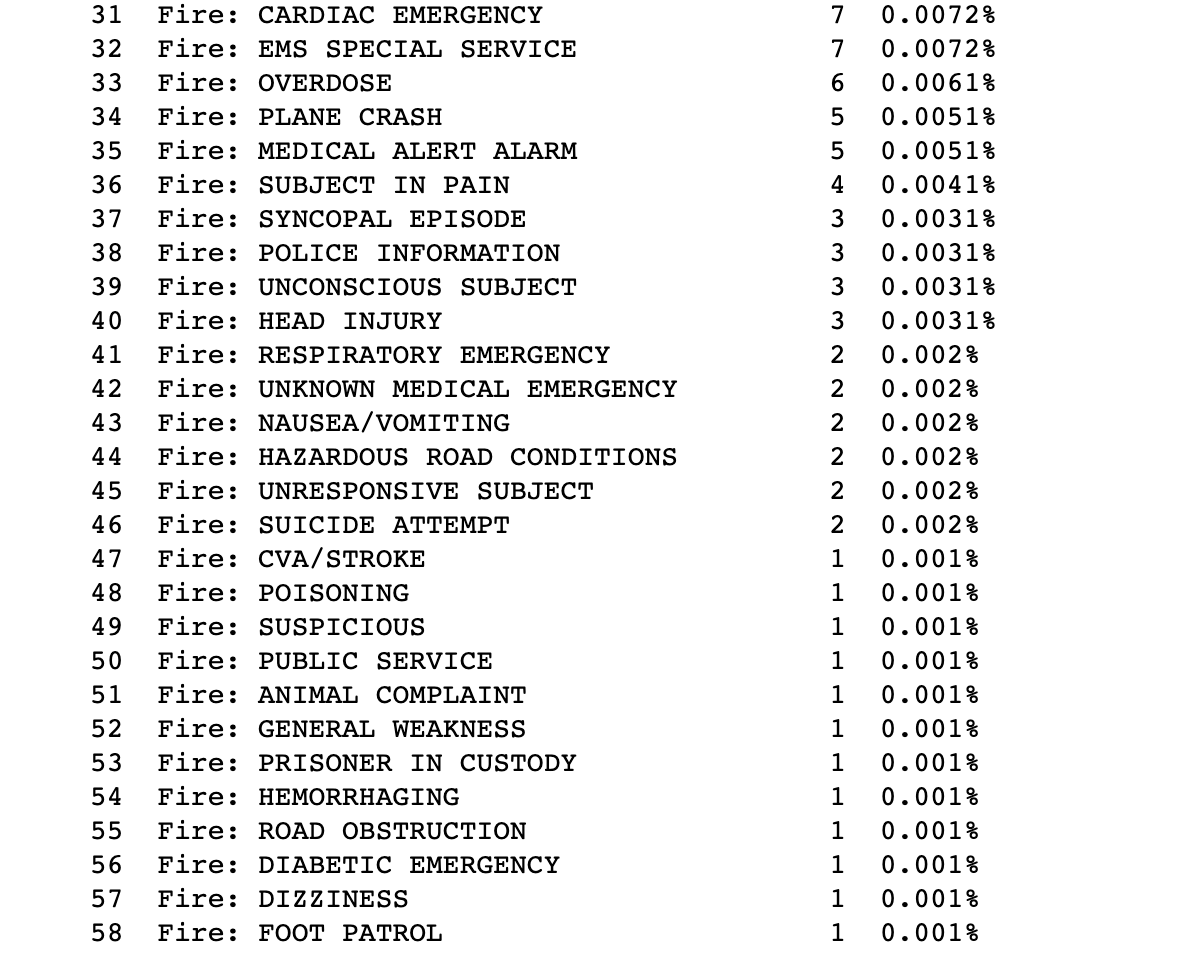 31 Fire: CARDIAC EMERGENCY 7 0.0072%
32 Fire: EMS SPECIAL SERVICE 7 0.0072%
33 Fire: OVERDOSE 6 0.0061%
34 Fire: PLANE CRASH 5 0.0051%
35 Fire: MEDICAL ALERT ALARM 5 0.0051%
36 Fire: SUBJECT IN PAIN 4 0.0041%
37 Fire: SYNCOPAL EPISODE 3 0.0031%
38 Fire: POLICE INFORMATION 3 0.0031%
39 Fire: UNCONSCIOUS SUBJECT 3 0.0031%
40 Fire: HEAD INJURY 3 0.0031%
41 Fire: RESPIRATORY EMERGENCY 2 0.002%
42 Fire: UNKNOWN MEDICAL EMERGENCY 2 0.002%
43 Fire: NAUSEA/VOMITING 2 0.002%
44 Fire: HAZARDOUS ROAD CONDITIONS 2 0.002%
45 Fire: UNRESPONSIVE SUBJECT 2 0.002%
46 Fire: SUICIDE ATTEMPT 2 0.002%
47 Fire: CVA/STROKE 1 0.001%
48 Fire: POISONING 1 0.001%
49 Fire: SUSPICIOUS 1 0.001%
50 Fire: PUBLIC SERVICE 1 0.001%
51 Fire: ANIMAL COMPLAINT 1 0.001%
52 Fire: GENERAL WEAKNESS 1 0.001%
53 Fire: PRISONER IN CUSTODY 1 0.001%
54 Fire: HEMORRHAGING 1 0.001%
55 Fire: ROAD OBSTRUCTION 1 0.001%
56 Fire: DIABETIC EMERGENCY 1 0.001%
57 Fire: DIZZINESS 1 0.001%
58 Fire: FOOT PATROL 1 0.001%